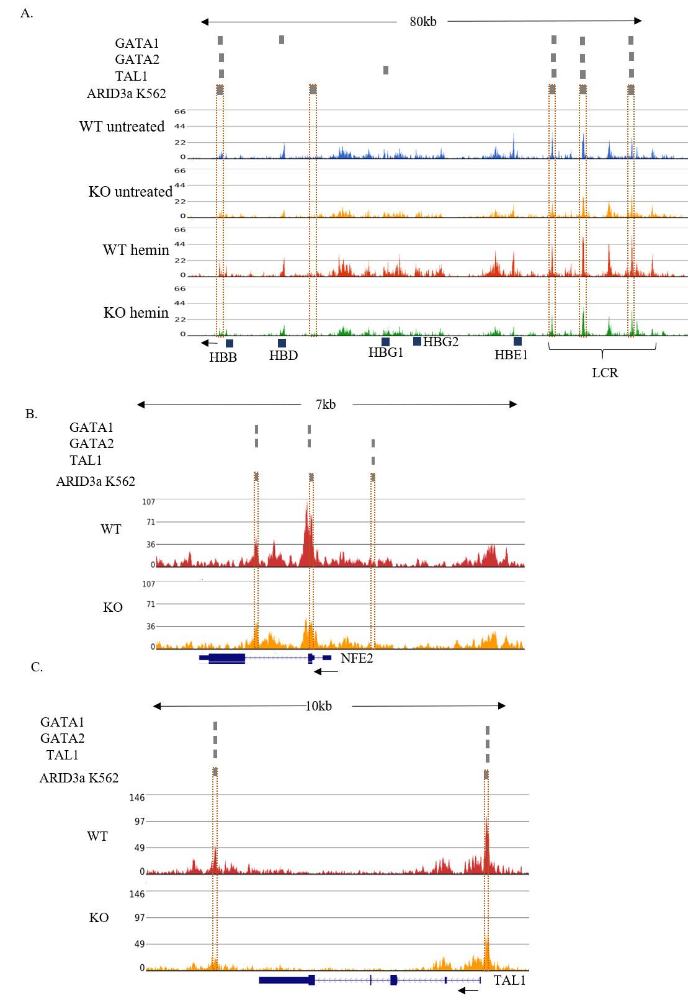 A.
80kb
GATA1
GATA2
TAL1
ARID3a K562
66
WT untreated
44
22
0
66
KO untreated
44
22
0
66
WT hemin
44
22
0
66
KO hemin
44
22
0
HBB
HBD
HBG1
HBG2
HBE1
LCR
B.
7kb
GATA1
GATA2
TAL1
ARID3a K562
107
WT
71
36
0
107
KO
71
36
0
NFE2
C.
10kb
GATA1
GATA2
TAL1
ARID3a K562
146
97
WT
49
0
146
KO
97
49
0
TAL1